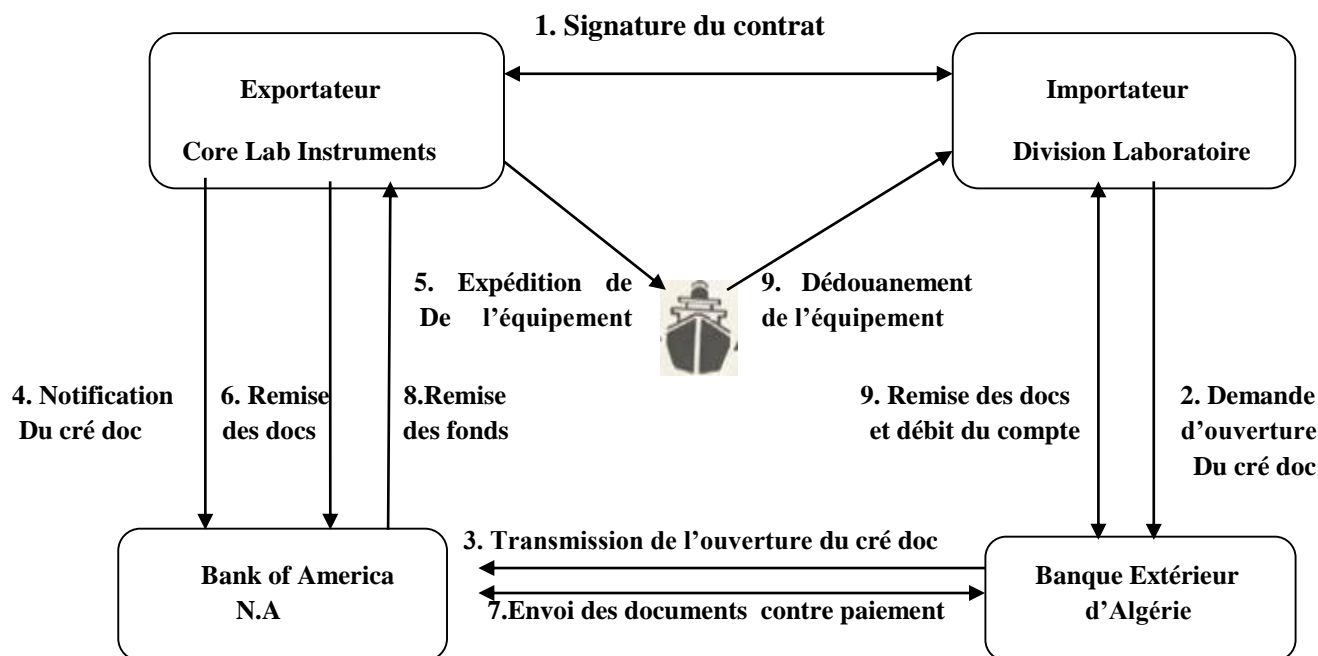 1. Signature du contrat
Exportateur
Core Lab Instruments
Importateur
Division Laboratoire
5. Expédition de
De l’équipement
9. Dédouanement
de l’équipement
4. Notification
Du cré doc
6. Remise
des docs
8.Remise
des fonds
9. Remise des docs
et débit du compte
2. Demande
d’ouverture
Du cré doc
3. Transmission de l’ouverture du cré doc
Bank of America
N.A
7.Envoi des documents contre paiement
Banque Extérieur
d’Algérie